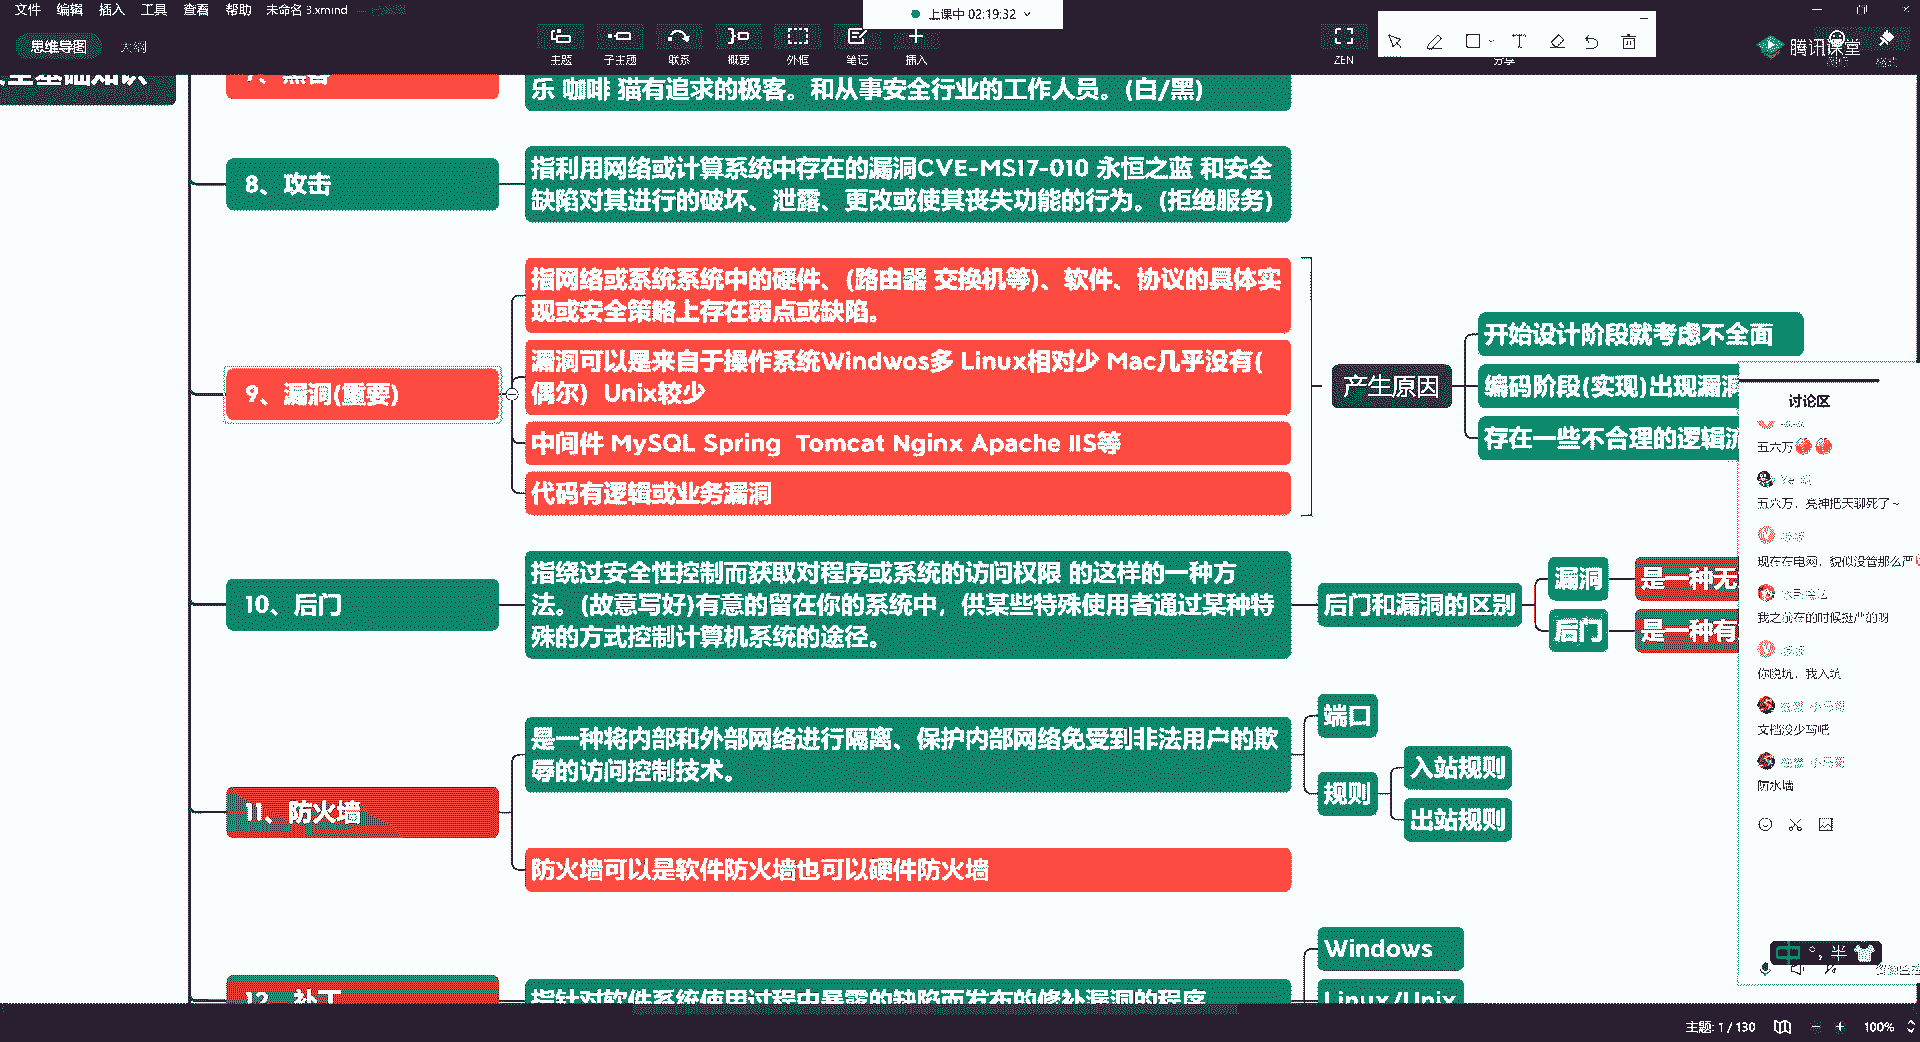 文件 编辑 插入 工具 查看 帮助 未命名 3.xmind
上课中 02:19:32
思维导图 大纲
主题 子主题 联系 概要 外框 笔记 插入
ZEN 分享
腾讯课堂
格式
全基础知识
7、黑客
乐 咖啡 猫有追求的极客。和从事安全行业的工作人员。(白/黑)
8、攻击
指利用网络或计算系统中存在的漏洞CVE-MS17-010 永恒之蓝 和安全
缺陷对其进行的破坏、泄露、更改或使其丧失功能的行为。(拒绝服务)
9、漏洞(重要)
指网络或系统系统中的硬件、(路由器 交换机等)、软件、协议的具体实
现或安全策略上存在弱点或缺陷。
漏洞可以是来自于操作系统Windwos多 Linux相对少 Mac几乎没有(
偶尔) Unix较少
中间件 MySQL Spring Tomcat Nginx Apache IIS等
代码有逻辑或业务漏洞
产生原因
开始设计阶段就考虑不全面
编码阶段(实现)出现漏洞
存在一些不合理的逻辑流
10、后门
指绕过安全性控制而获取对程序或系统的访问权限 的这样的一种方
法。(故意写好)有意的留在你的系统中，供某些特殊使用者通过某种特
殊的方式控制计算机系统的途径。
后门和漏洞的区别
漏洞
是一种无
后门
是一种有
11、防火墙
是一种将内部和外部网络进行隔离、保护内部网络免受到非法用户的欺
辱的访问控制技术。
端口
规则
入站规则
出站规则
防火墙可以是软件防火墙也可以硬件防火墙
12、补丁
指针对软件系统使用过程中暴露的缺陷而发布的修补漏洞的程序
Windows
Linux/Unix
讨论区
五六万
五六万，亮神把天聊死了~
现在在电网，貌似没管那么严
我之前在的时候挺严的呀
你脱坑，我入坑
文档没少写吧
防水墙
中 °, 半
主题: 1 / 130 100%